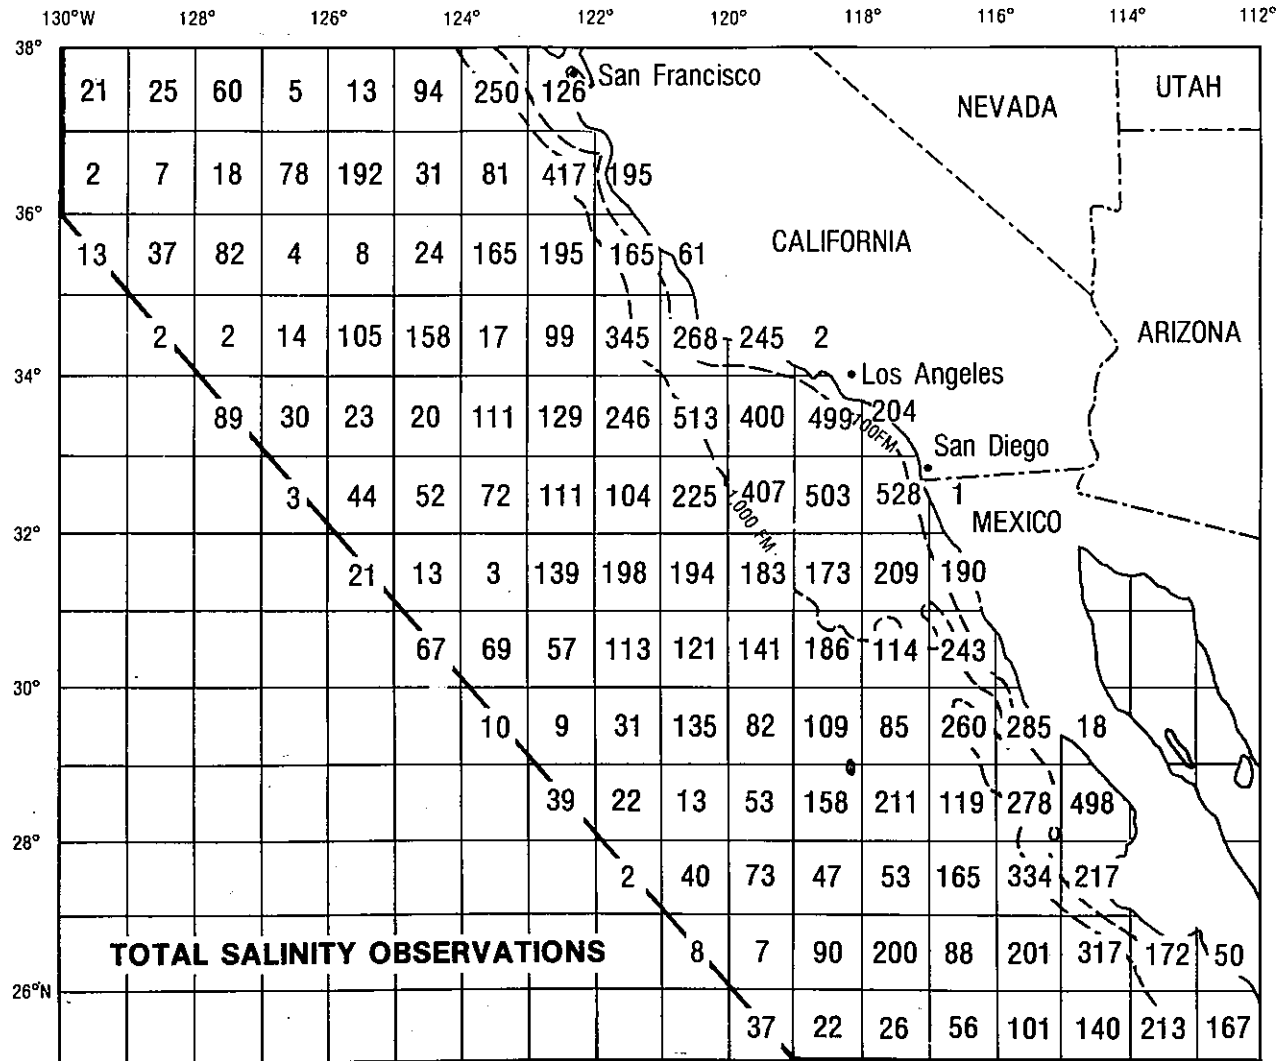 130°W 128° 126° 124° 122° 120° 118° 116° 114° 112°
38°
San Francisco
UTAH
NEVADA
21 25 60 5 13 94 250 126
2 7 18 78 192 31 81 417 195
36°
CALIFORNIA
13 37 82 4 8 24 165 195 165 61
ARIZONA
2 2 14 105 158 17 99 345 268 245 2
34°
Los Angeles
89 30 23 20 111 129 246 513 400 499 204
100FM
San Diego
3 44 52 72 111 104 225 407 503 528 1
1,000 FM
MEXICO
32°
21 13 3 139 198 194 183 173 209 190
67 69 57 113 121 141 186 114 243
30°
10 9 31 135 82 109 85 260 285 18
39 22 13 53 158 211 119 278 498
28°
2 40 73 47 53 165 334 217
TOTAL SALINITY OBSERVATIONS
8 7 90 200 88 201 317 172 50
26°N
37 22 26 56 101 140 213 167